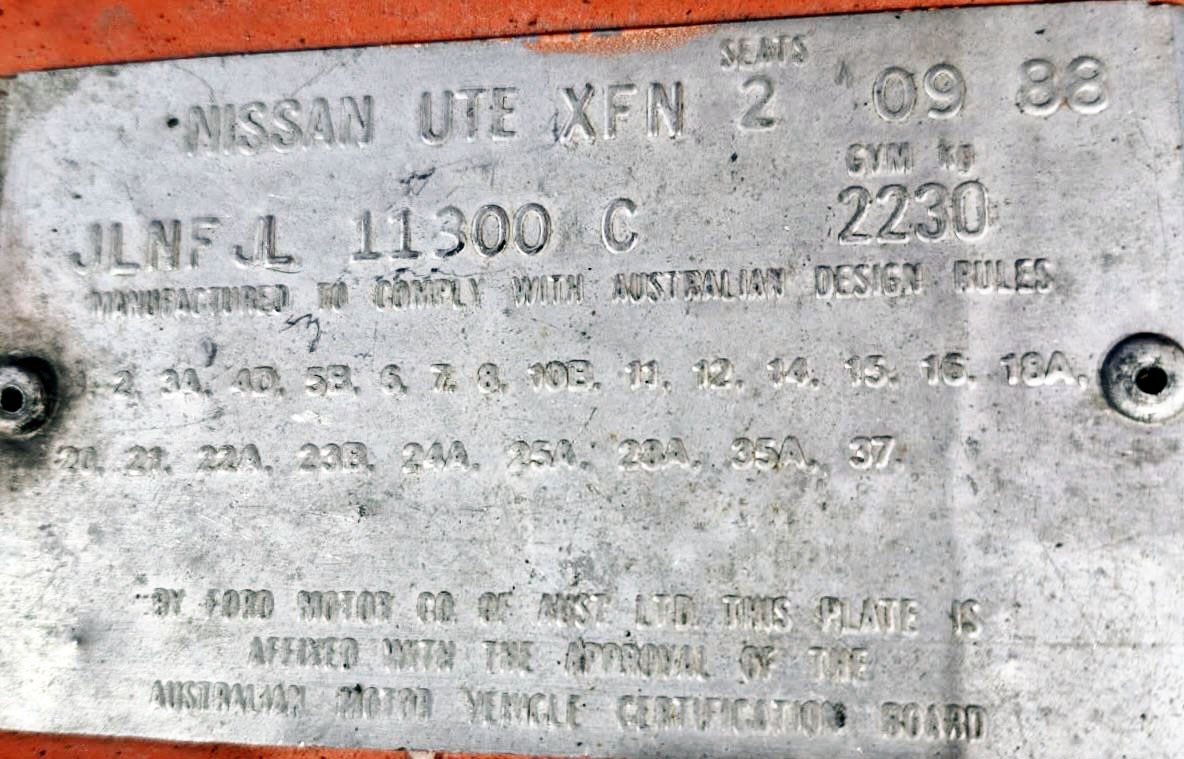 SEATS
NISSAN UTE XFN 2 09 88
GVM kg
JLNFJL 11300 C 2230
MANUFACTURED TO COMPLY WITH AUSTRALIAN DESIGN RULES
1, 2, 3A, 4D, 5B, 6, 7, 8, 10B, 11, 12, 14, 15, 16, 18A,
20, 21, 22A, 23B, 24A, 25A, 28A, 35A, 37.
BY FORD MOTOR CO OF AUST LTD. THIS PLATE IS
AFFIXED WITH THE APPROVAL OF THE
AUSTRALIAN MOTOR VEHICLE CERTIFICATION BOARD